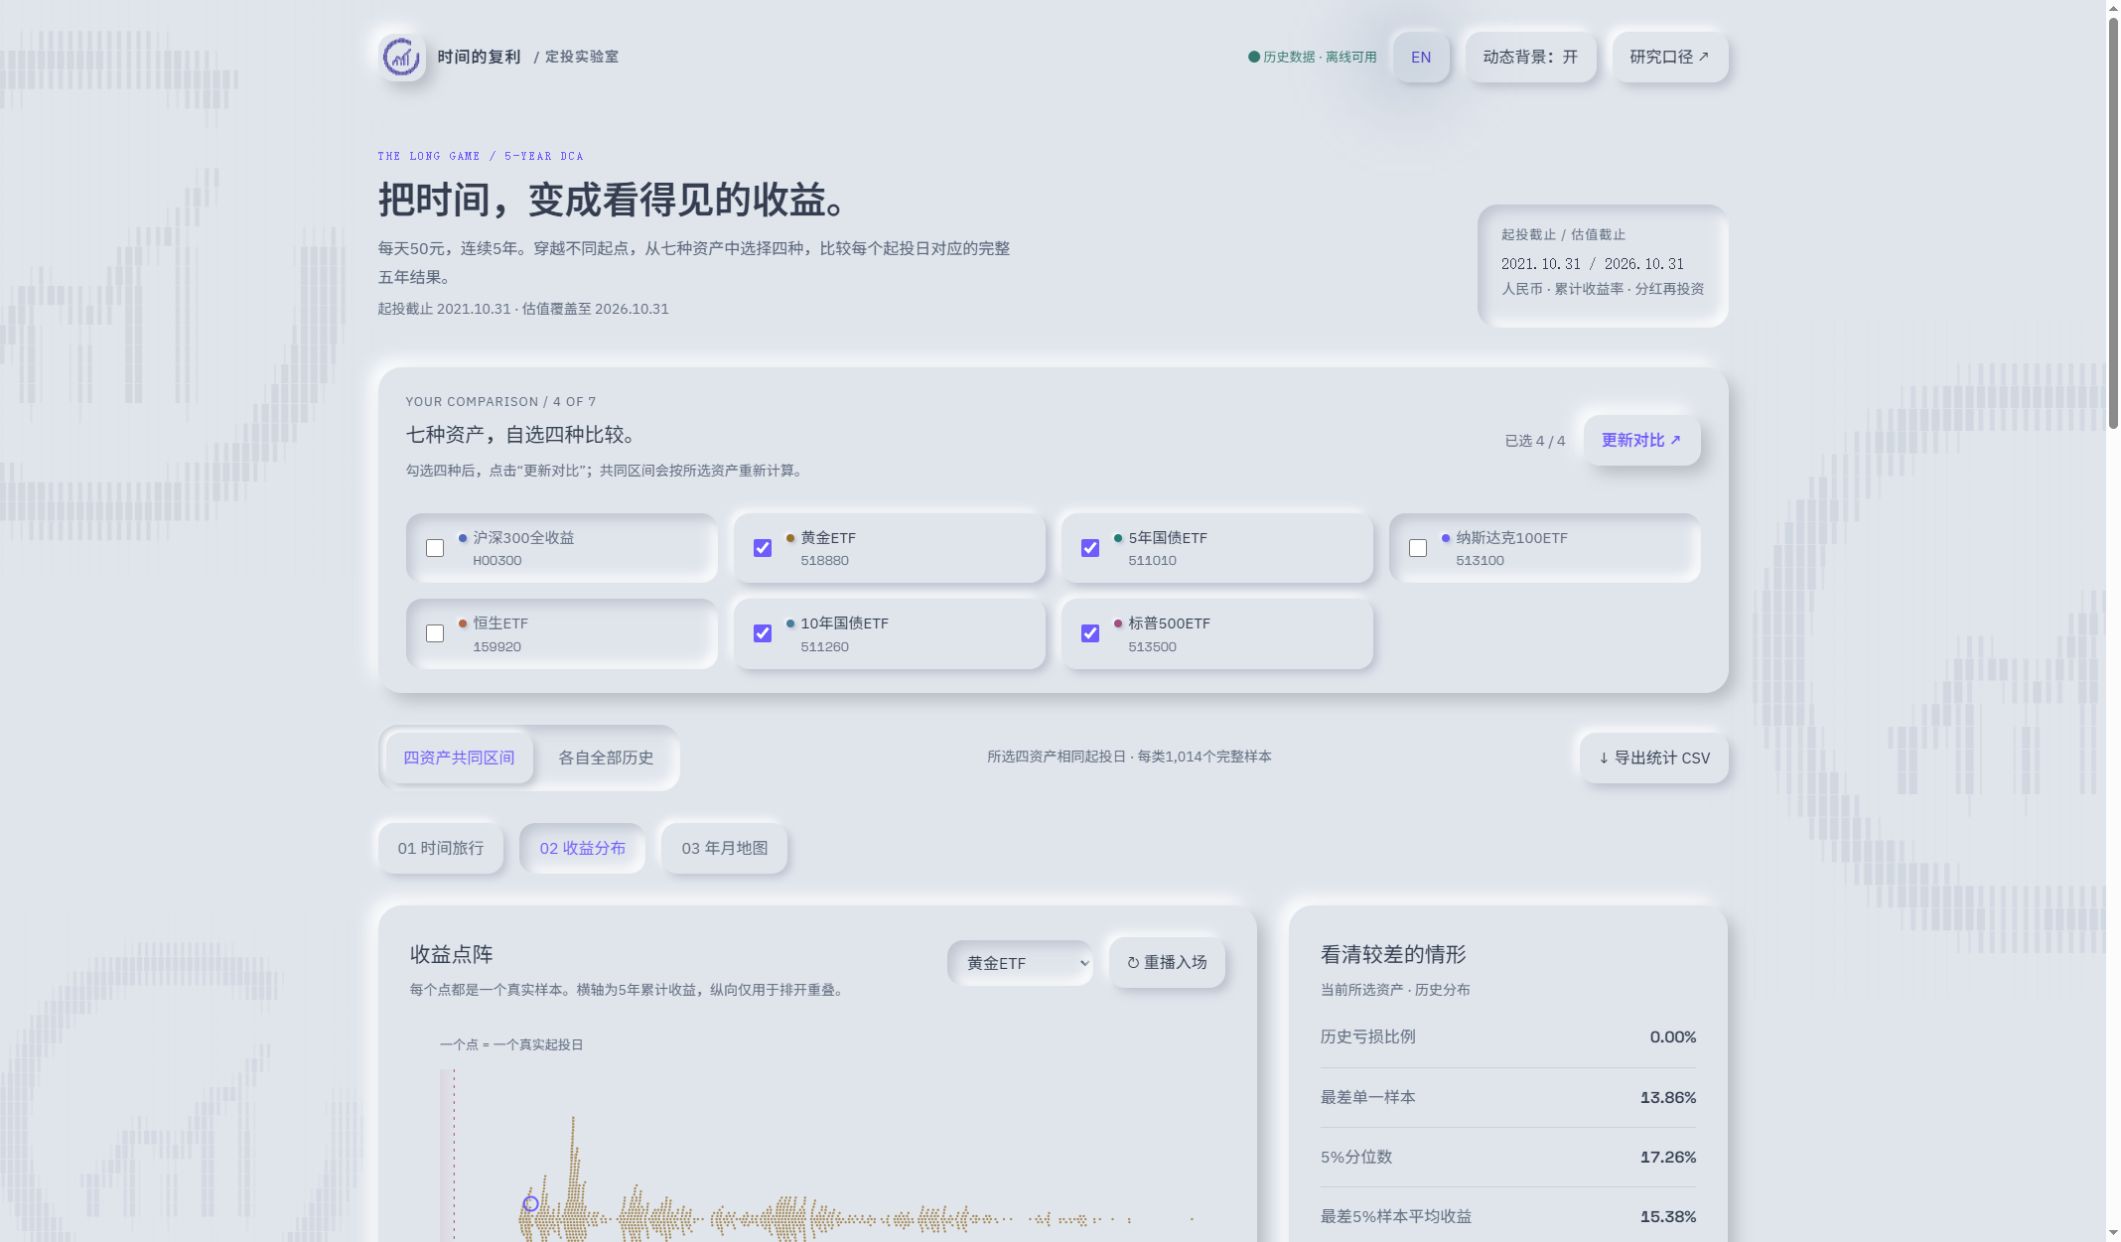 时间的复利 / 定投实验室
历史数据 · 离线可用
EN
动态背景：开
研究口径 ↗
THE LONG GAME / 5-YEAR DCA
把时间，变成看得见的收益。
每天50元，连续5年。穿越不同起点，从七种资产中选择四种，比较每个起投日对应的完整
五年结果。
起投截止 2021.10.31 · 估值覆盖至 2026.10.31
起投截止 / 估值截止
2021.10.31 / 2026.10.31
人民币 · 累计收益率 · 分红再投资
YOUR COMPARISON / 4 OF 7
七种资产，自选四种比较。
勾选四种后，点击“更新对比”；共同区间会按所选资产重新计算。
已选 4 / 4
更新对比 ↗
沪深300全收益
H00300
黄金ETF
518880
5年国债ETF
511010
纳斯达克100ETF
513100
恒生ETF
159920
10年国债ETF
511260
标普500ETF
513500
四资产共同区间
各自全部历史
所选四资产相同起投日 · 每类1,014个完整样本
↓ 导出统计 CSV
01 时间旅行
02 收益分布
03 年月地图
收益点阵
每个点都是一个真实样本。横轴为5年累计收益，纵向仅用于排开重叠。
黄金ETF
↻ 重播入场
一个点 = 一个真实起投日
看清较差的情形
当前所选资产 · 历史分布
历史亏损比例 0.00%
最差单一样本 13.86%
5%分位数 17.26%
最差5%样本平均收益 15.38%